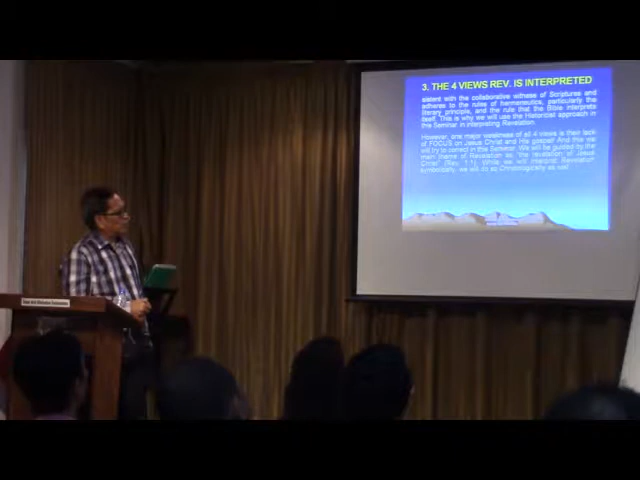 3. THE 4 VIEWS REV. IS INTERPRETED
sistent with the collaborative witness of Scriptures and
adheres to the rules of hermeneutics, particularly the
literary principle, and the rule that the Bible interprets
itself. This is why we will use the Historicist approach in
this Seminar in interpreting Revelation.
However, one major weakness of all 4 views is their lack
of FOCUS on Jesus Christ and His gospel! And this we
will try to correct in this Seminar. We will be guided by the
main theme of Revelation as "the revelation of Jesus
Christ" (Rev. 1:1). While we will interpret Revelation
symbolically, we will do so Chronologically as well!